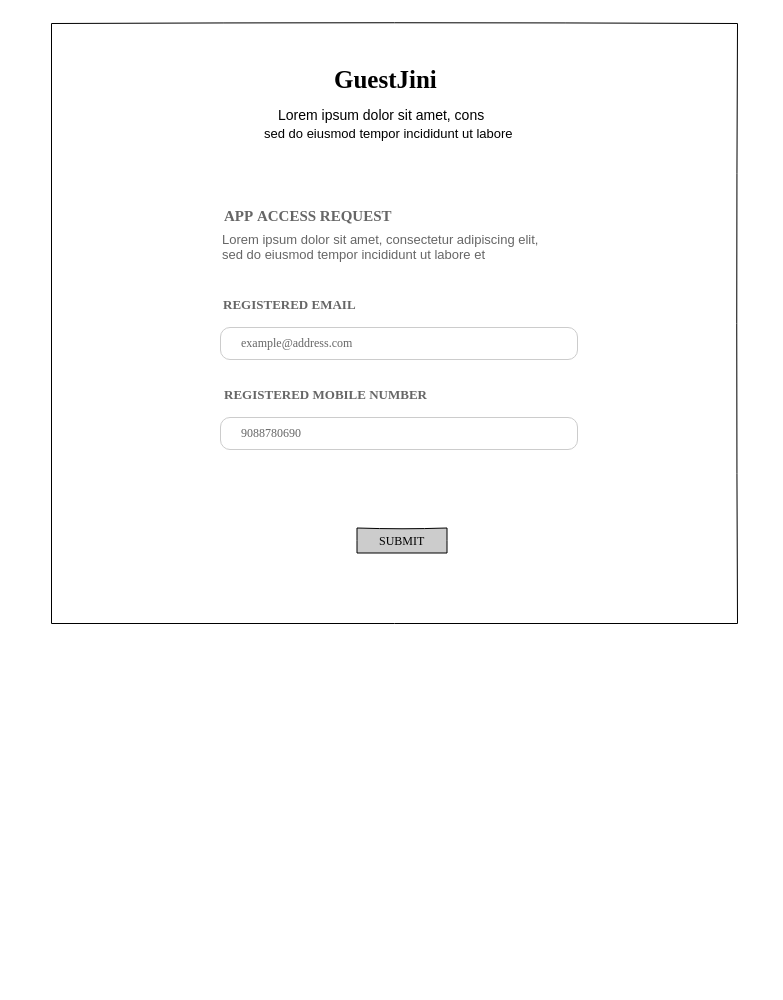 GuestJini
Lorem ipsum dolor sit amet, cons
sed do eiusmod tempor incididunt ut labore
APP ACCESS REQUEST
Lorem ipsum dolor sit amet, consectetur adipiscing elit,
sed do eiusmod tempor incididunt ut labore et
REGISTERED EMAIL
example@address.com
REGISTERED MOBILE NUMBER
9088780690
SUBMIT